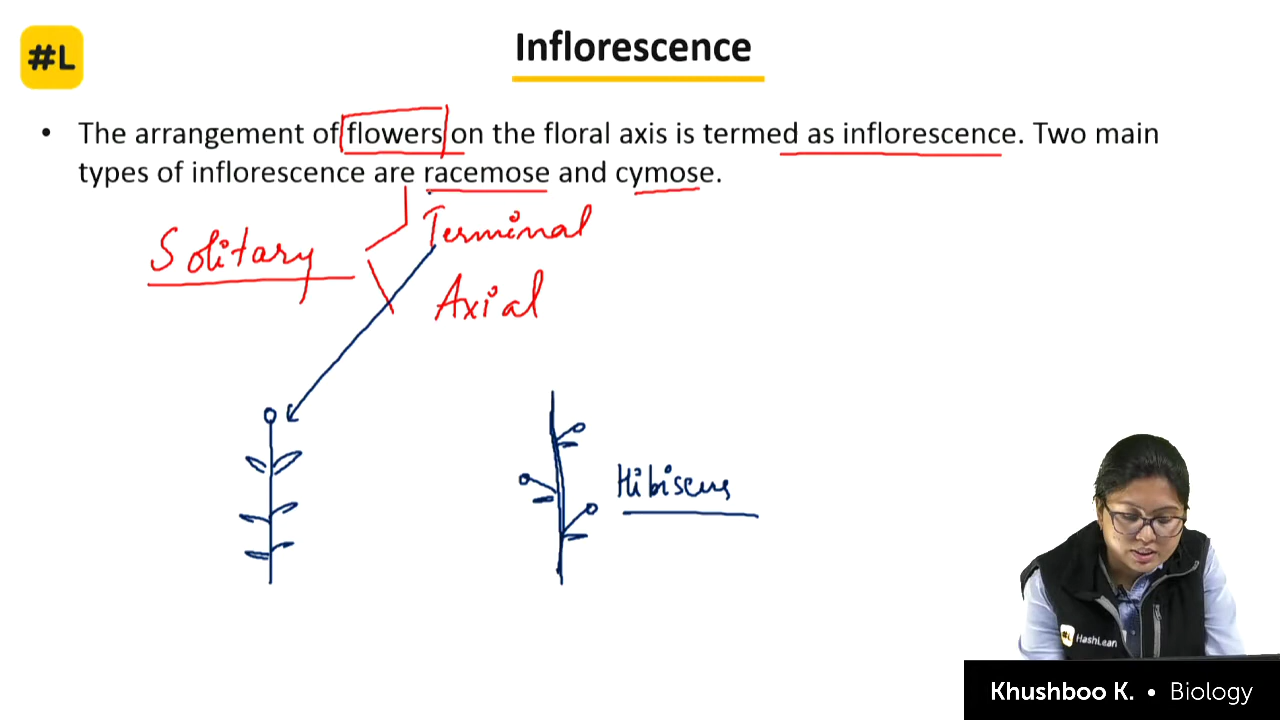 #L
Inflorescence
• The arrangement of flowers on the floral axis is termed as inflorescence. Two main
types of inflorescence are racemose and cymose.
Solitary
Terminal
Axial
Hibiscus
#L HashLearn
Khushboo K. • Biology